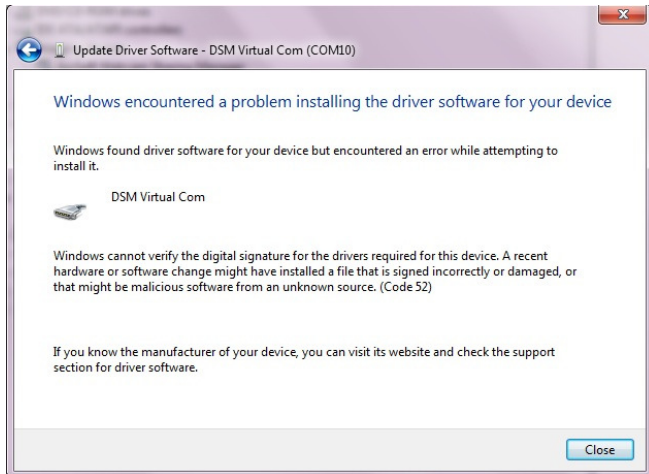 Update Driver Software - DSM Virtual Com (COM10)
Windows encountered a problem installing the driver software for your device
Windows found driver software for your device but encountered an error while attempting to
install it.
DSM Virtual Com
Windows cannot verify the digital signature for the drivers required for this device. A recent
hardware or software change might have installed a file that is signed incorrectly or damaged, or
that might be malicious software from an unknown source. (Code 52)
If you know the manufacturer of your device, you can visit its website and check the support
section for driver software.
Close